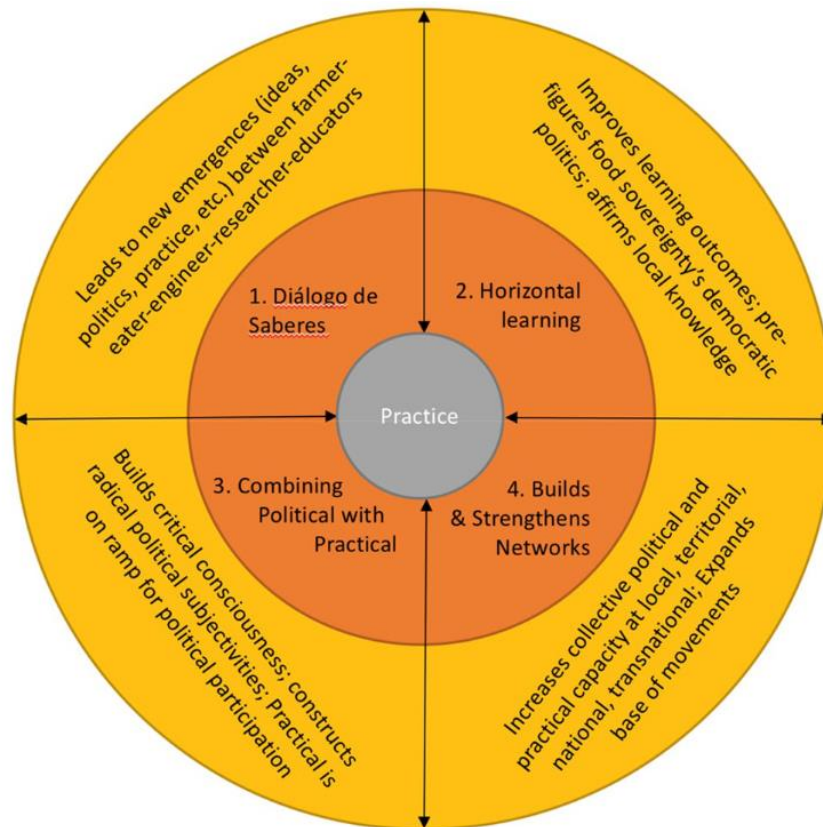 Leads to new emergences (ideas,
politics, practice, etc.) between farmer-
eater-engineer-researcher-educators
Improves learning outcomes; pre-
figures food sovereignty's democratic
politics; affirms local knowledge
1. Diálogo de
Saberes
2. Horizontal
learning
Practice
3. Combining
Political with
Practical
4. Builds
& Strengthens
Networks
Builds critical consciousness; constructs
radical political subjectivities; Practical is
on ramp for political participation
Increases collective political and
practical capacity at local, territorial,
national, transnational; Expands
base of movements